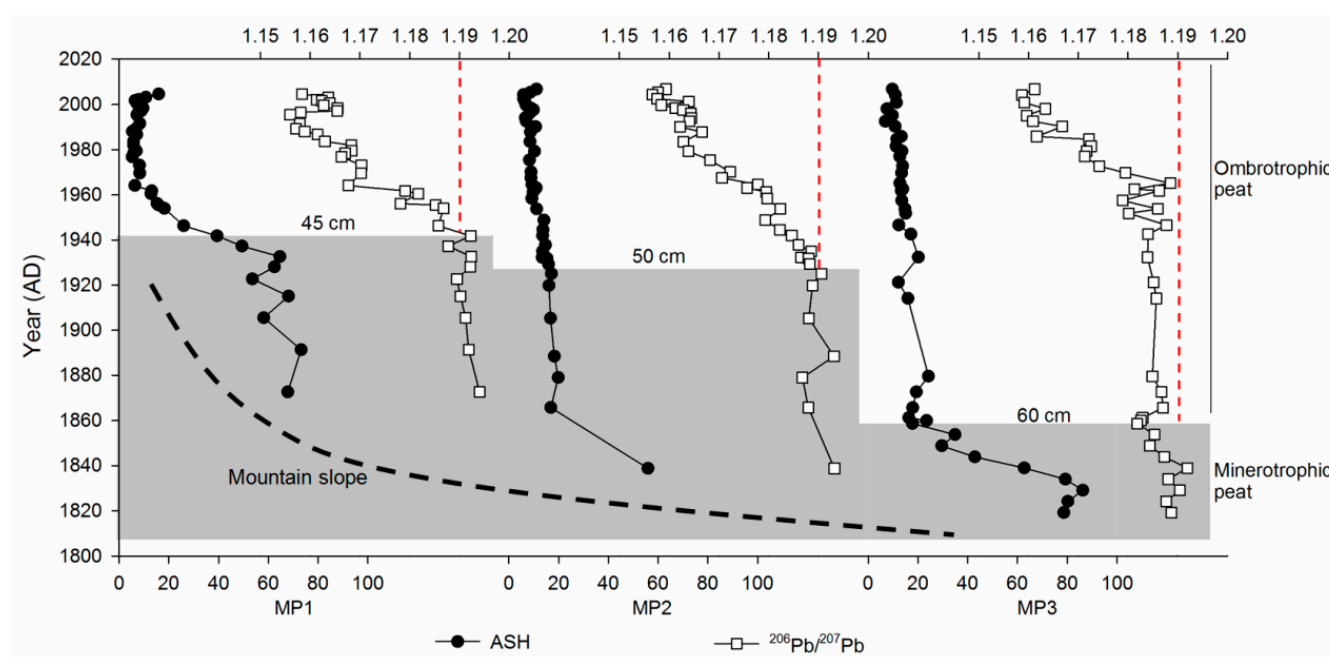 1.15 1.16 1.17 1.18 1.19 1.20 1.15 1.16 1.17 1.18 1.19 1.20 1.15 1.16 1.17 1.18 1.19 1.20
2020
2000
1980
1960
1940
1920
1900
1880
1860
1840
1820
1800
Year (AD)
45 cm
50 cm
60 cm
Mountain slope
Ombrotrophic
peat
Minerotrophic
peat
0 20 40 60 80 100 0 20 40 60 80 100 0 20 40 60 80 100
MP1 MP2 MP3
ASH ²⁰⁶Pb/²⁰⁷Pb